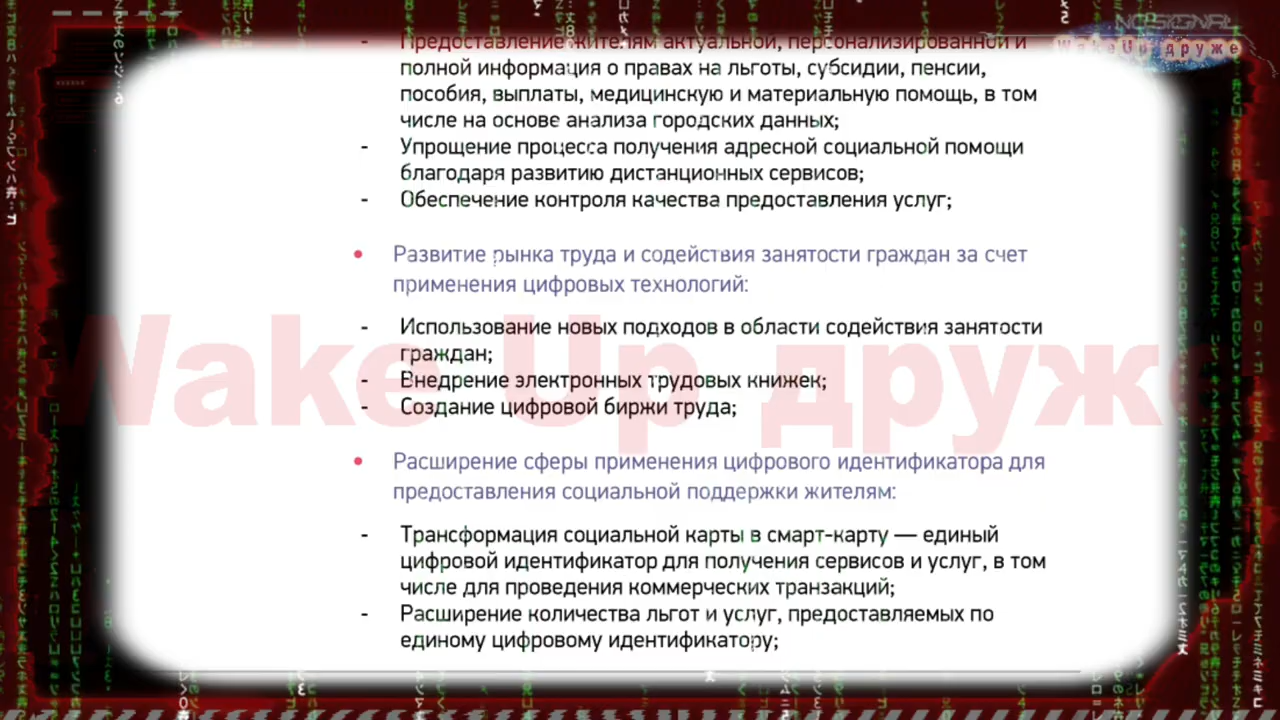 NO SIGNAL
WakeUp друже
- Предоставление жителям актуальной, персонализированной и
полной информация о правах на льготы, субсидии, пенсии,
пособия, выплаты, медицинскую и материальную помощь, в том
числе на основе анализа городских данных;
- Упрощение процесса получения адресной социальной помощи
благодаря развитию дистанционных сервисов;
- Обеспечение контроля качества предоставления услуг;
• Развитие рынка труда и содействия занятости граждан за счет
применения цифровых технологий:
- Использование новых подходов в области содействия занятости
граждан;
- Внедрение электронных трудовых книжек;
- Создание цифровой биржи труда;
Wake Up друже
• Расширение сферы применения цифрового идентификатора для
предоставления социальной поддержки жителям:
- Трансформация социальной карты в смарт-карту — единый
цифровой идентификатор для получения сервисов и услуг, в том
числе для проведения коммерческих транзакций;
- Расширение количества льгот и услуг, предоставляемых по
единому цифровому идентификатору;